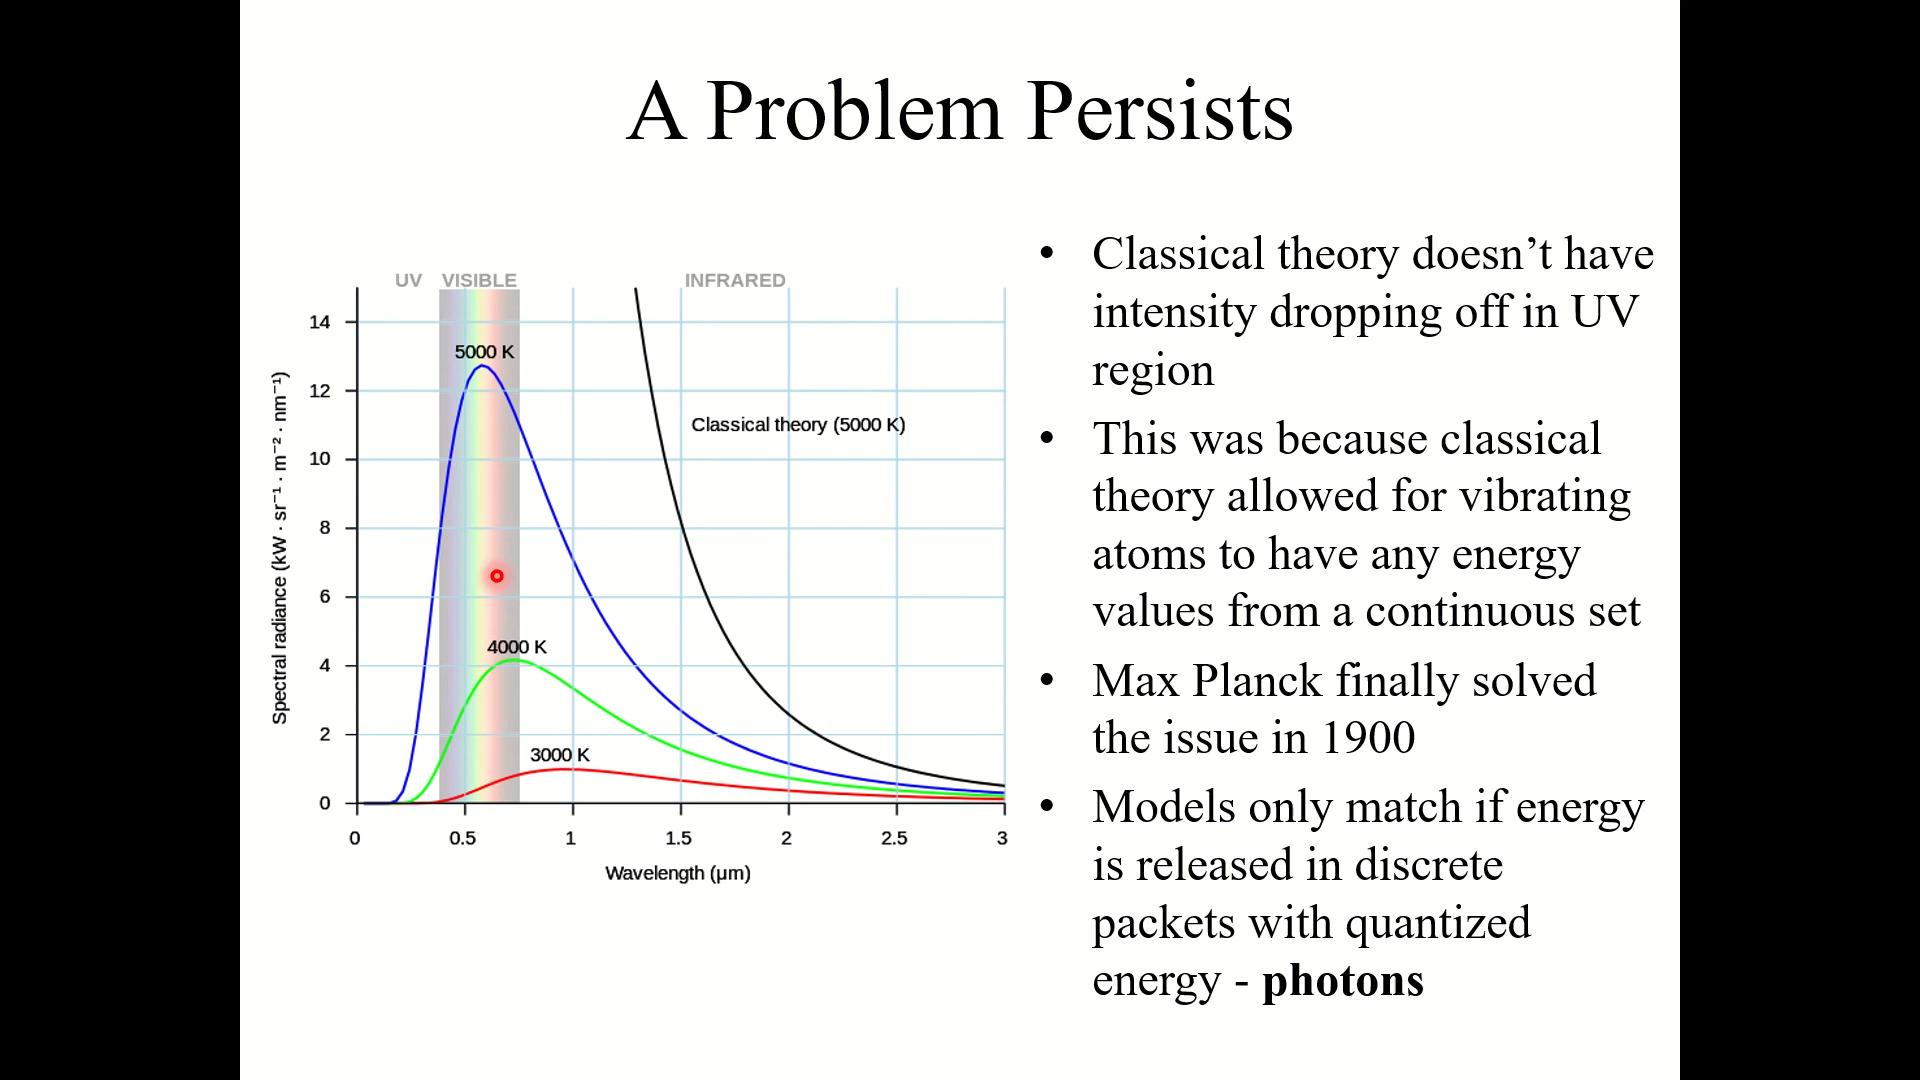 A Problem Persists
UV VISIBLE INFRARED
14
12
10
8
6
4
2
0
5000 K
Classical theory (5000 K)
4000 K
3000 K
Spectral radiance (kW · sr⁻¹ · m⁻² · nm⁻¹)
0 0.5 1 1.5 2 2.5 3
Wavelength (μm)
• Classical theory doesn’t have
intensity dropping off in UV
region
• This was because classical
theory allowed for vibrating
atoms to have any energy
values from a continuous set
• Max Planck finally solved
the issue in 1900
• Models only match if energy
is released in discrete
packets with quantized
energy - photons